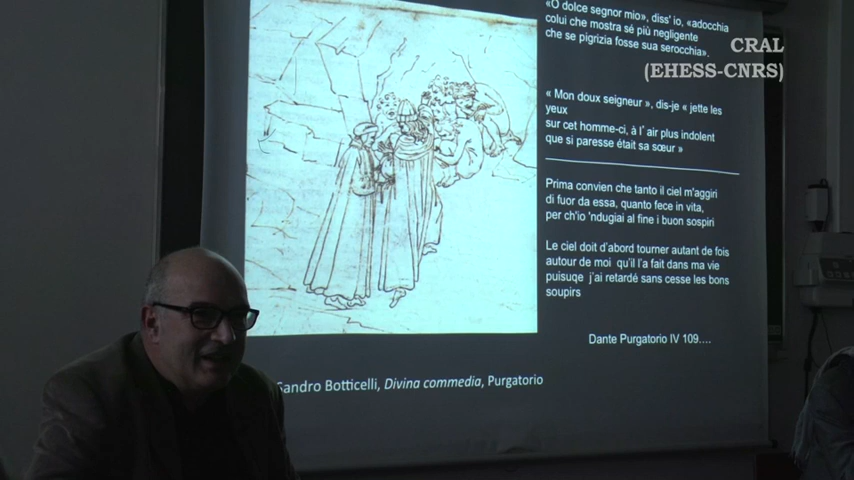 «O dolce segnor mio», diss' io, «adocchia
colui che mostra sé più negligente
che se pigrizia fosse sua serocchia».
CRAL
(EHESS-CNRS)
« Mon doux seigneur », dis-je « jette les
yeux
sur cet homme-ci, à l' air plus indolent
que si paresse était sa sœur »
Prima convien che tanto il ciel m'aggiri
di fuor da essa, quanto fece in vita,
per ch'io 'ndugiai al fine i buon sospiri
Le ciel doit d'abord tourner autant de fois
autour de moi qu'il l'a fait dans ma vie
puisuqe j'ai retardé sans cesse les bons
soupirs
Dante Purgatorio IV 109....
Sandro Botticelli, Divina commedia, Purgatorio